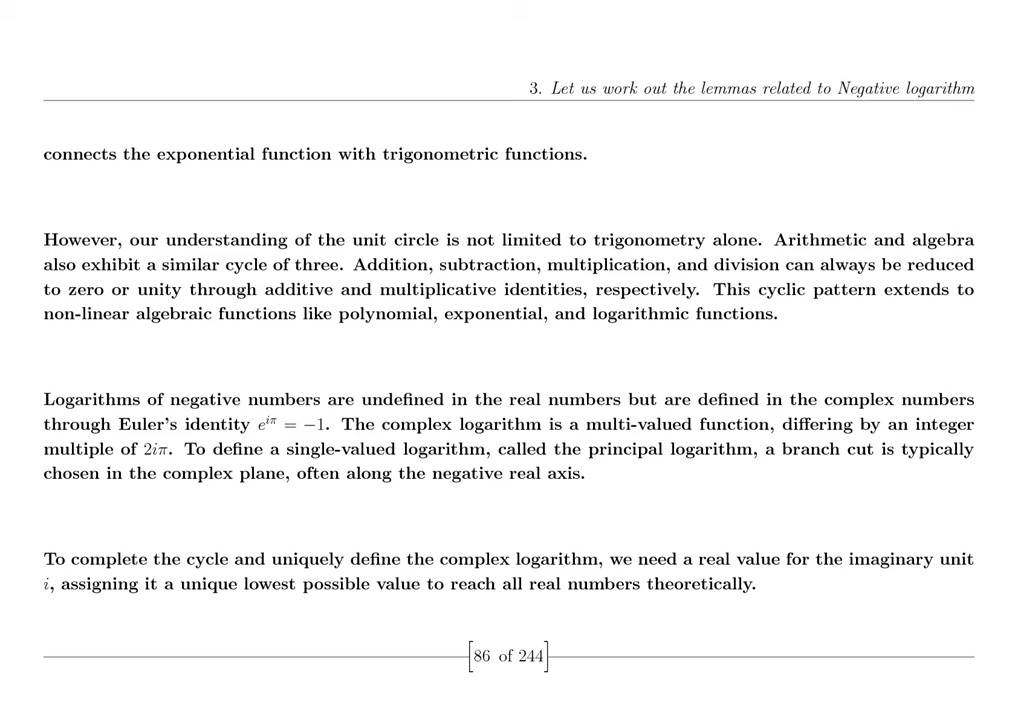 3. Let us work out the lemmas related to Negative logarithm
connects the exponential function with trigonometric functions.
However, our understanding of the unit circle is not limited to trigonometry alone. Arithmetic and algebra
also exhibit a similar cycle of three. Addition, subtraction, multiplication, and division can always be reduced
to zero or unity through additive and multiplicative identities, respectively. This cyclic pattern extends to
non-linear algebraic functions like polynomial, exponential, and logarithmic functions.
Logarithms of negative numbers are undefined in the real numbers but are defined in the complex numbers
through Euler's identity e^{iπ} = −1. The complex logarithm is a multi-valued function, differing by an integer
multiple of 2iπ. To define a single-valued logarithm, called the principal logarithm, a branch cut is typically
chosen in the complex plane, often along the negative real axis.
To complete the cycle and uniquely define the complex logarithm, we need a real value for the imaginary unit
i, assigning it a unique lowest possible value to reach all real numbers theoretically.
[86 of 244]